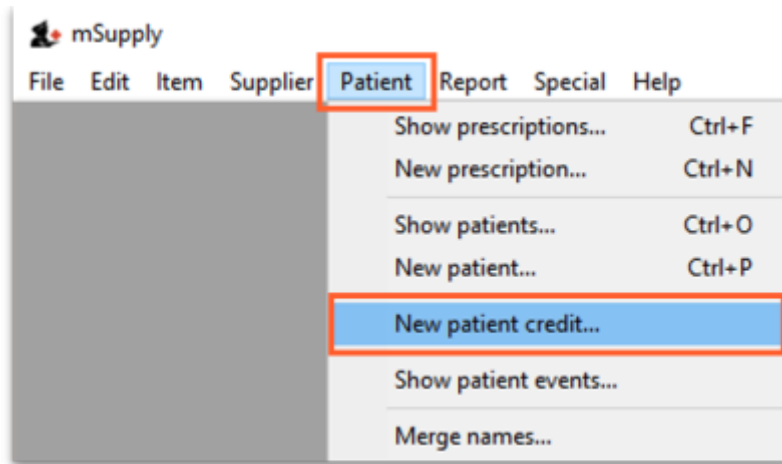 mSupply
File Edit Item Supplier Patient Report Special Help
Show prescriptions... Ctrl+F
New prescription... Ctrl+N
Show patients... Ctrl+O
New patient... Ctrl+P
New patient credit...
Show patient events...
Merge names...